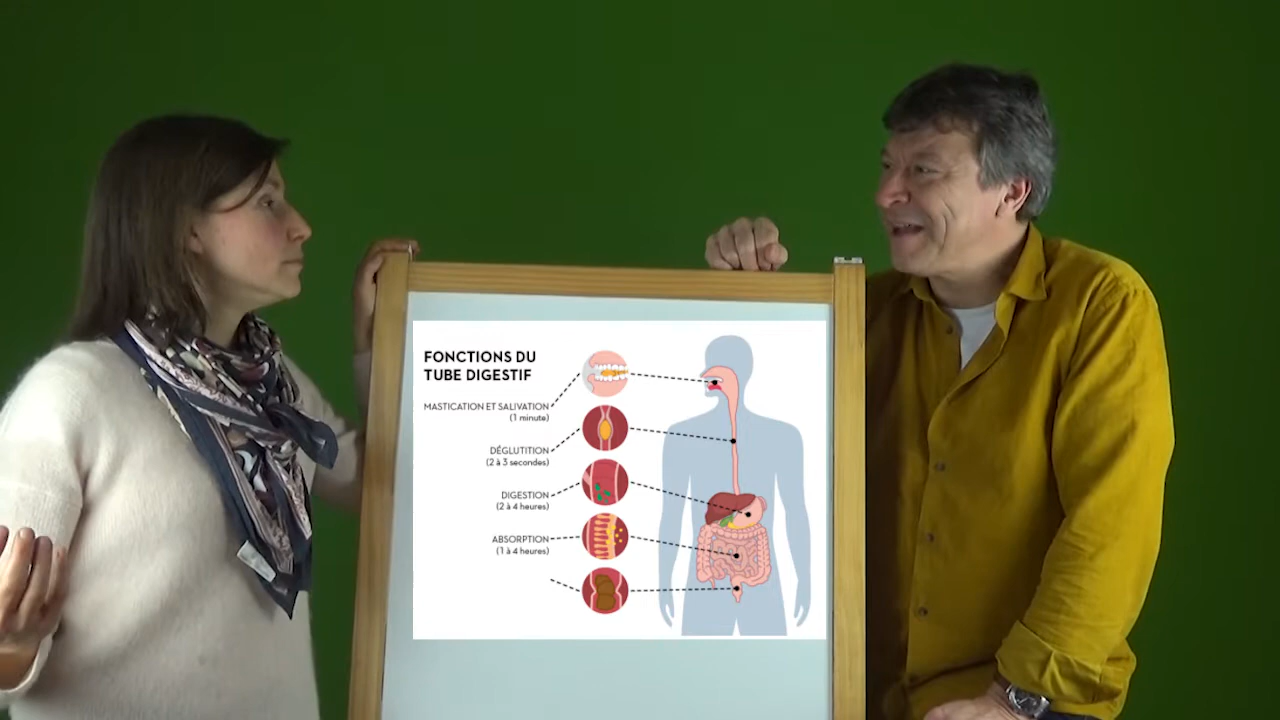 FONCTIONS DU
TUBE DIGESTIF
MASTICATION ET SALIVATION
(1 minute)
DÉGLUTITION
(2 à 3 secondes)
DIGESTION
(2 à 4 heures)
ABSORPTION
(1 à 4 heures)